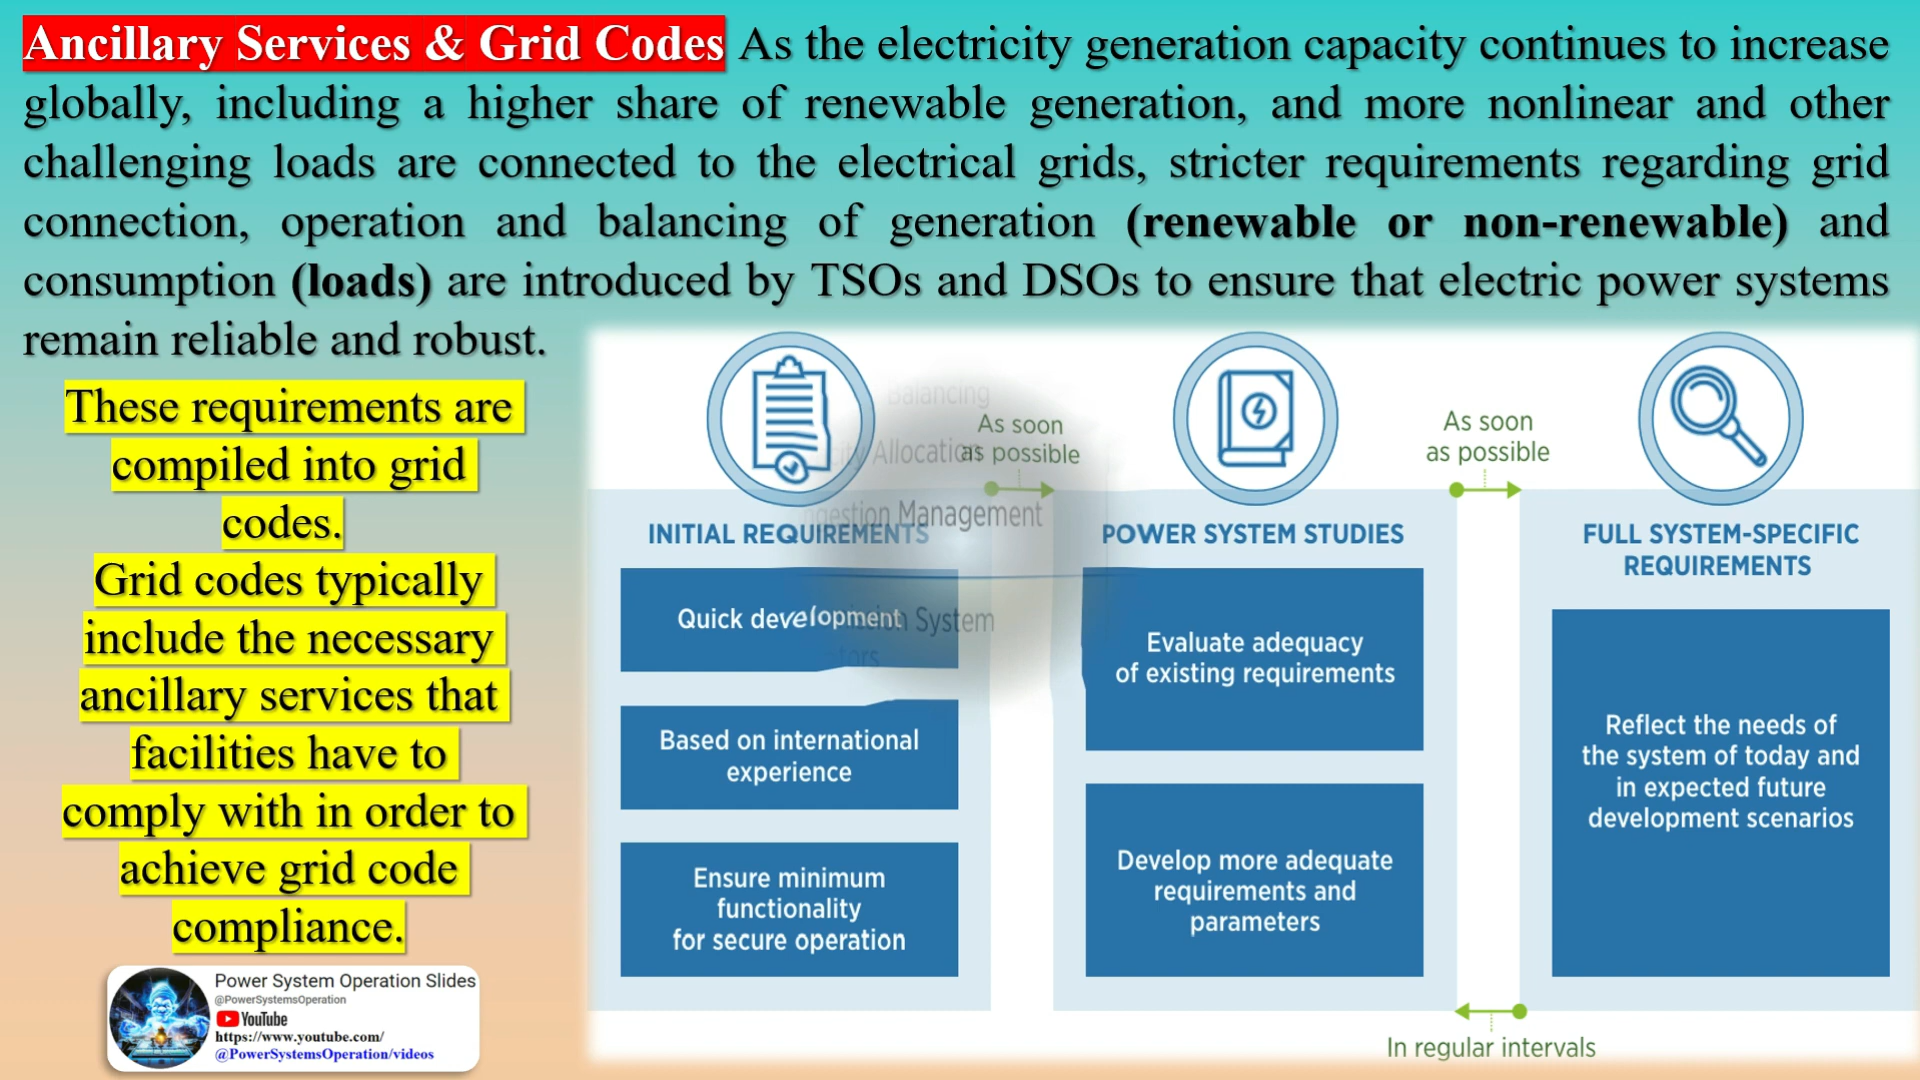 Ancillary Services & Grid Codes As the electricity generation capacity continues to increase
globally, including a higher share of renewable generation, and more nonlinear and other
challenging loads are connected to the electrical grids, stricter requirements regarding grid
connection, operation and balancing of generation (renewable or non-renewable) and
consumption (loads) are introduced by TSOs and DSOs to ensure that electric power systems
remain reliable and robust.
These requirements are
compiled into grid
codes.
Grid codes typically
include the necessary
ancillary services that
facilities have to
comply with in order to
achieve grid code
compliance.
Power System Operation Slides
@PowerSystemsOperation
YouTube
https://www.youtube.com/
@PowerSystemsOperation/videos
Balancing
Allocation
As soon
as possible
Management
INITIAL REQUIREMENTS
Quick development
System
Based on international
experience
Ensure minimum
functionality
for secure operation
POWER SYSTEM STUDIES
Evaluate adequacy
of existing requirements
Develop more adequate
requirements and
parameters
As soon
as possible
FULL SYSTEM-SPECIFIC
REQUIREMENTS
Reflect the needs of
the system of today and
in expected future
development scenarios
In regular intervals